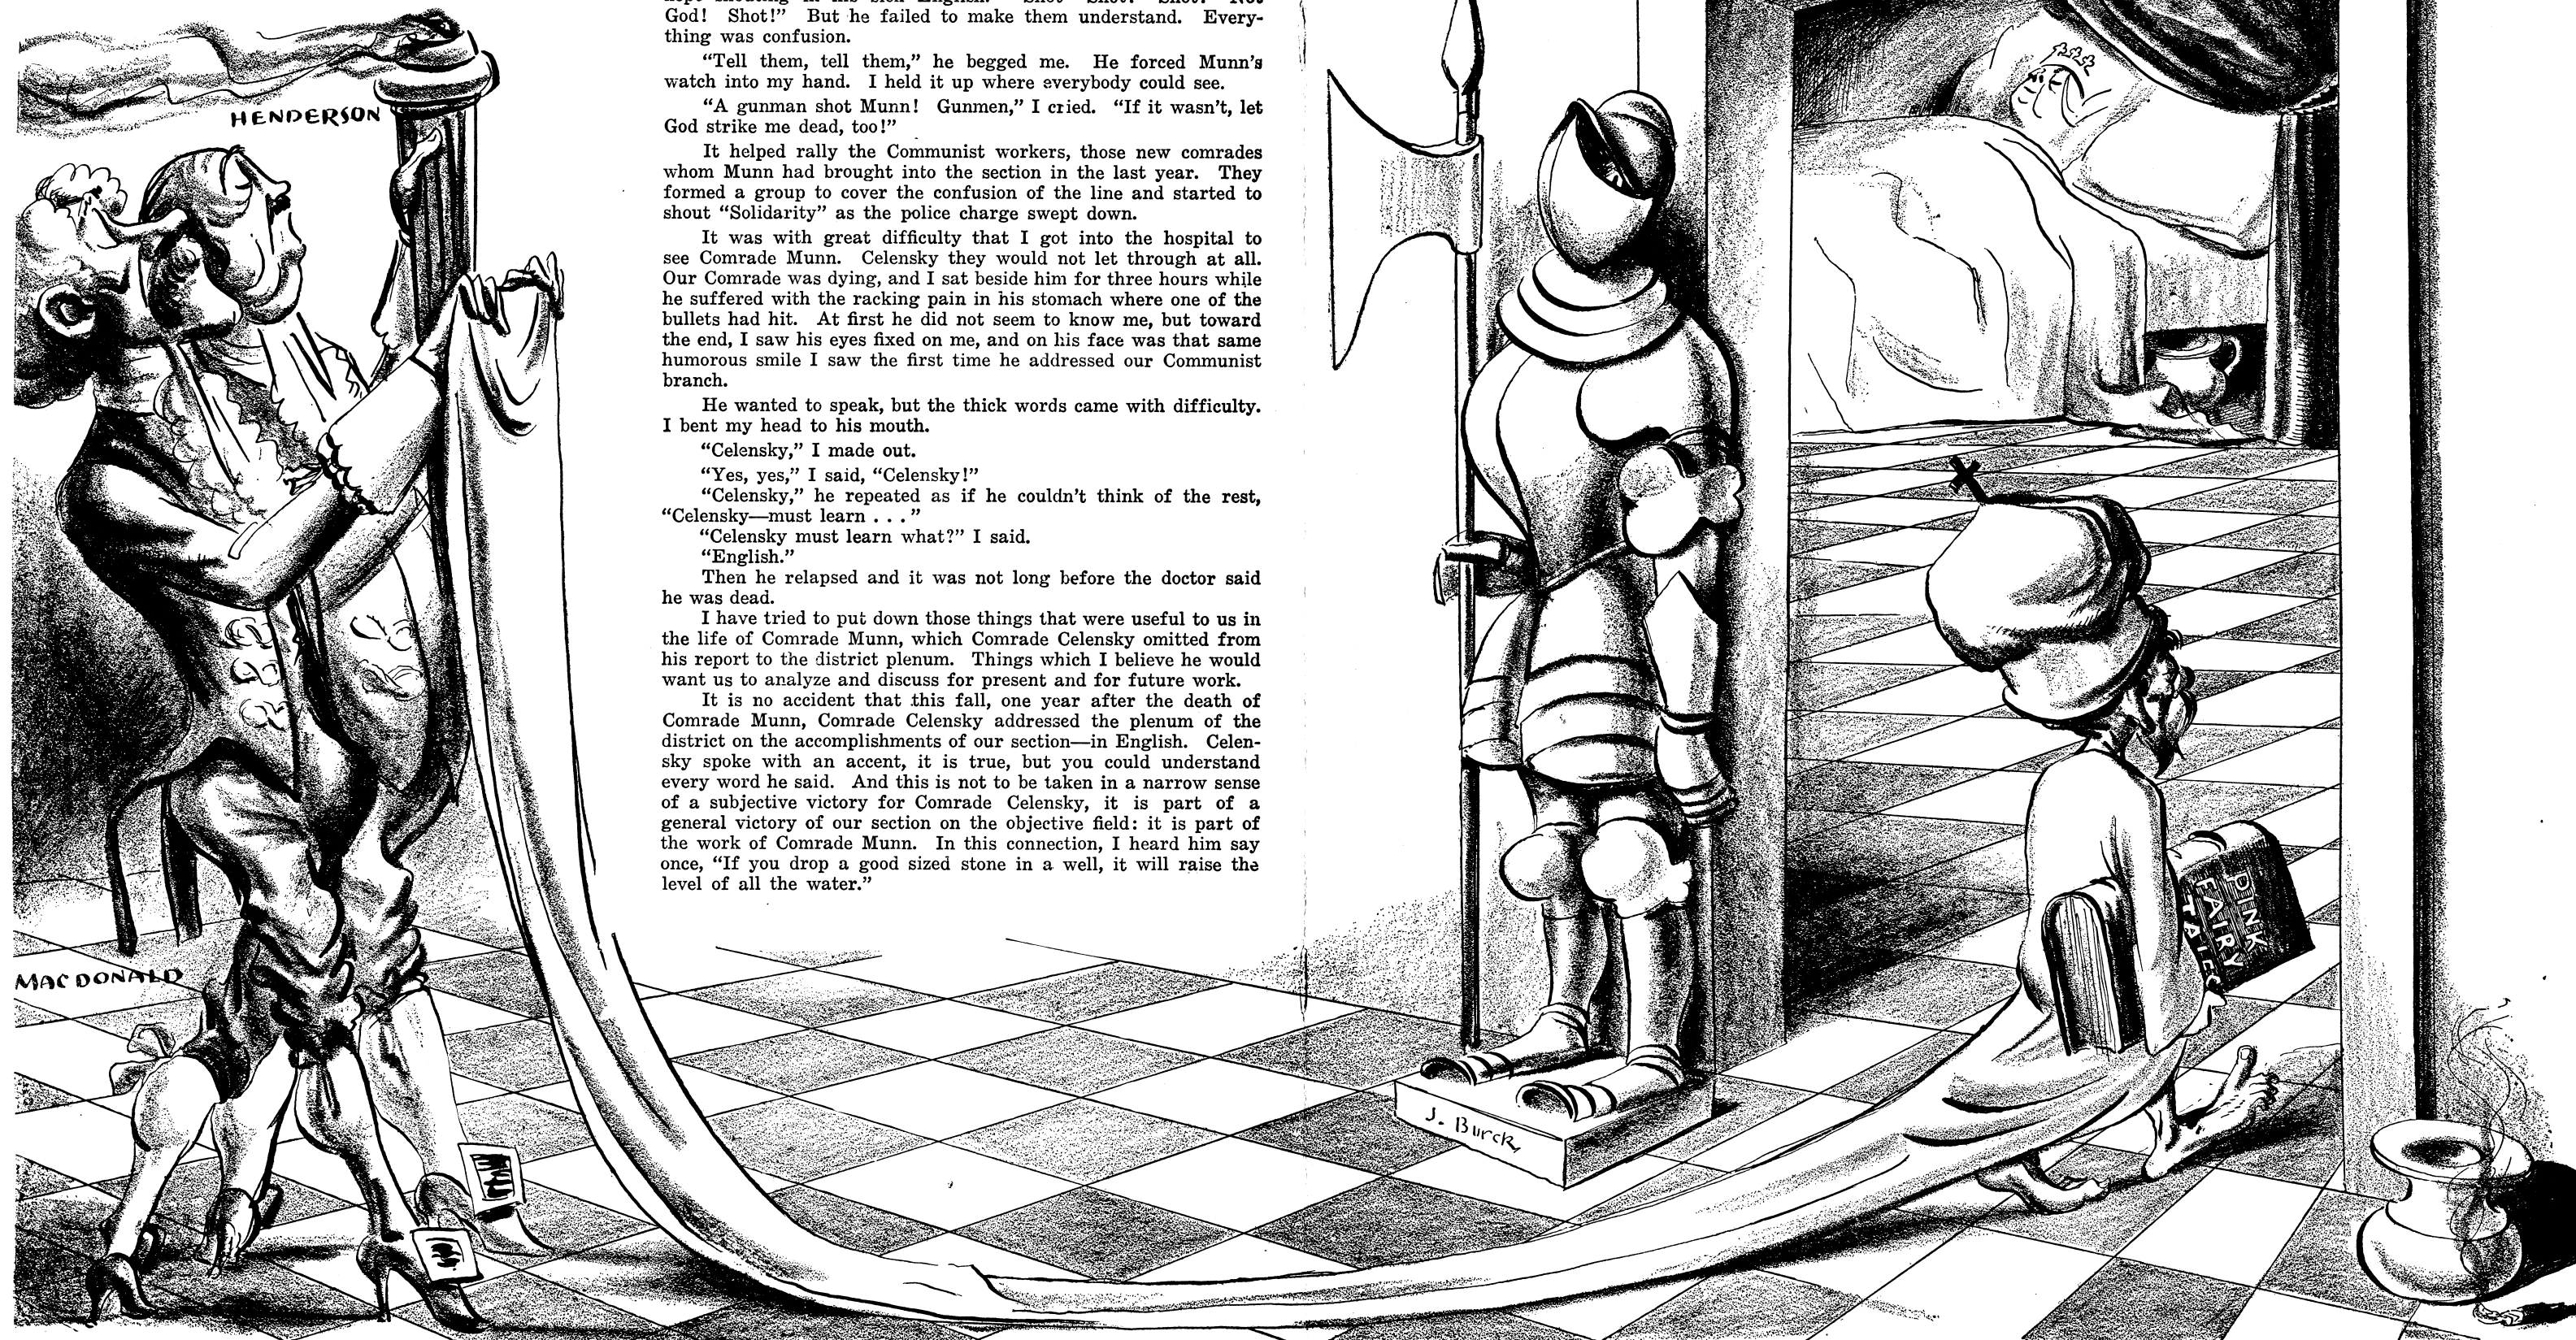 God! Shot!” But he failed to make them understand. Every-
thing was confusion.
“Tell them, tell them,” he begged me. He forced Munn’s
watch into my hand. I held it up where everybody could see.
“A gunman shot Munn! Gunmen,” I cried. “If it wasn’t, let
God strike me dead, too!”
It helped rally the Communist workers, those new comrades
whom Munn had brought into the section in the last year. They
formed a group to cover the confusion of the line and started to
shout “Solidarity” as the police charge swept down.
It was with great difficulty that I got into the hospital to
see Comrade Munn. Celensky they would not let through at all.
Our Comrade was dying, and I sat beside him for three hours while
he suffered with the racking pain in his stomach where one of the
bullets had hit. At first he did not seem to know me, but toward
the end, I saw his eyes fixed on me, and on his face was that same
humorous smile I saw the first time he addressed our Communist
branch.
He wanted to speak, but the thick words came with difficulty.
I bent my head to his mouth.
“Celensky,” I made out.
“Yes, yes,” I said, “Celensky!”
“Celensky,” he repeated as if he couldn’t think of the rest,
“Celensky—must learn . . .”
“Celensky must learn what?” I said.
“English.”
Then he relapsed and it was not long before the doctor said
he was dead.
I have tried to put down those things that were useful to us in
the life of Comrade Munn, which Comrade Celensky omitted from
his report to the district plenum. Things which I believe he would
want us to analyze and discuss for present and for future work.
It is no accident that this fall, one year after the death of
Comrade Munn, Comrade Celensky addressed the plenum of the
district on the accomplishments of our section—in English. Celen-
sky spoke with an accent, it is true, but you could understand
every word he said. And this is not to be taken in a narrow sense
of a subjective victory for Comrade Celensky, it is part of a
general victory of our section on the objective field: it is part of
the work of Comrade Munn. In this connection, I heard him say
once, “If you drop a good sized stone in a well, it will raise the
level of all the water.”
HENDERSON
MACDONALD
J. Burck
PINK
FAIRY
TALES